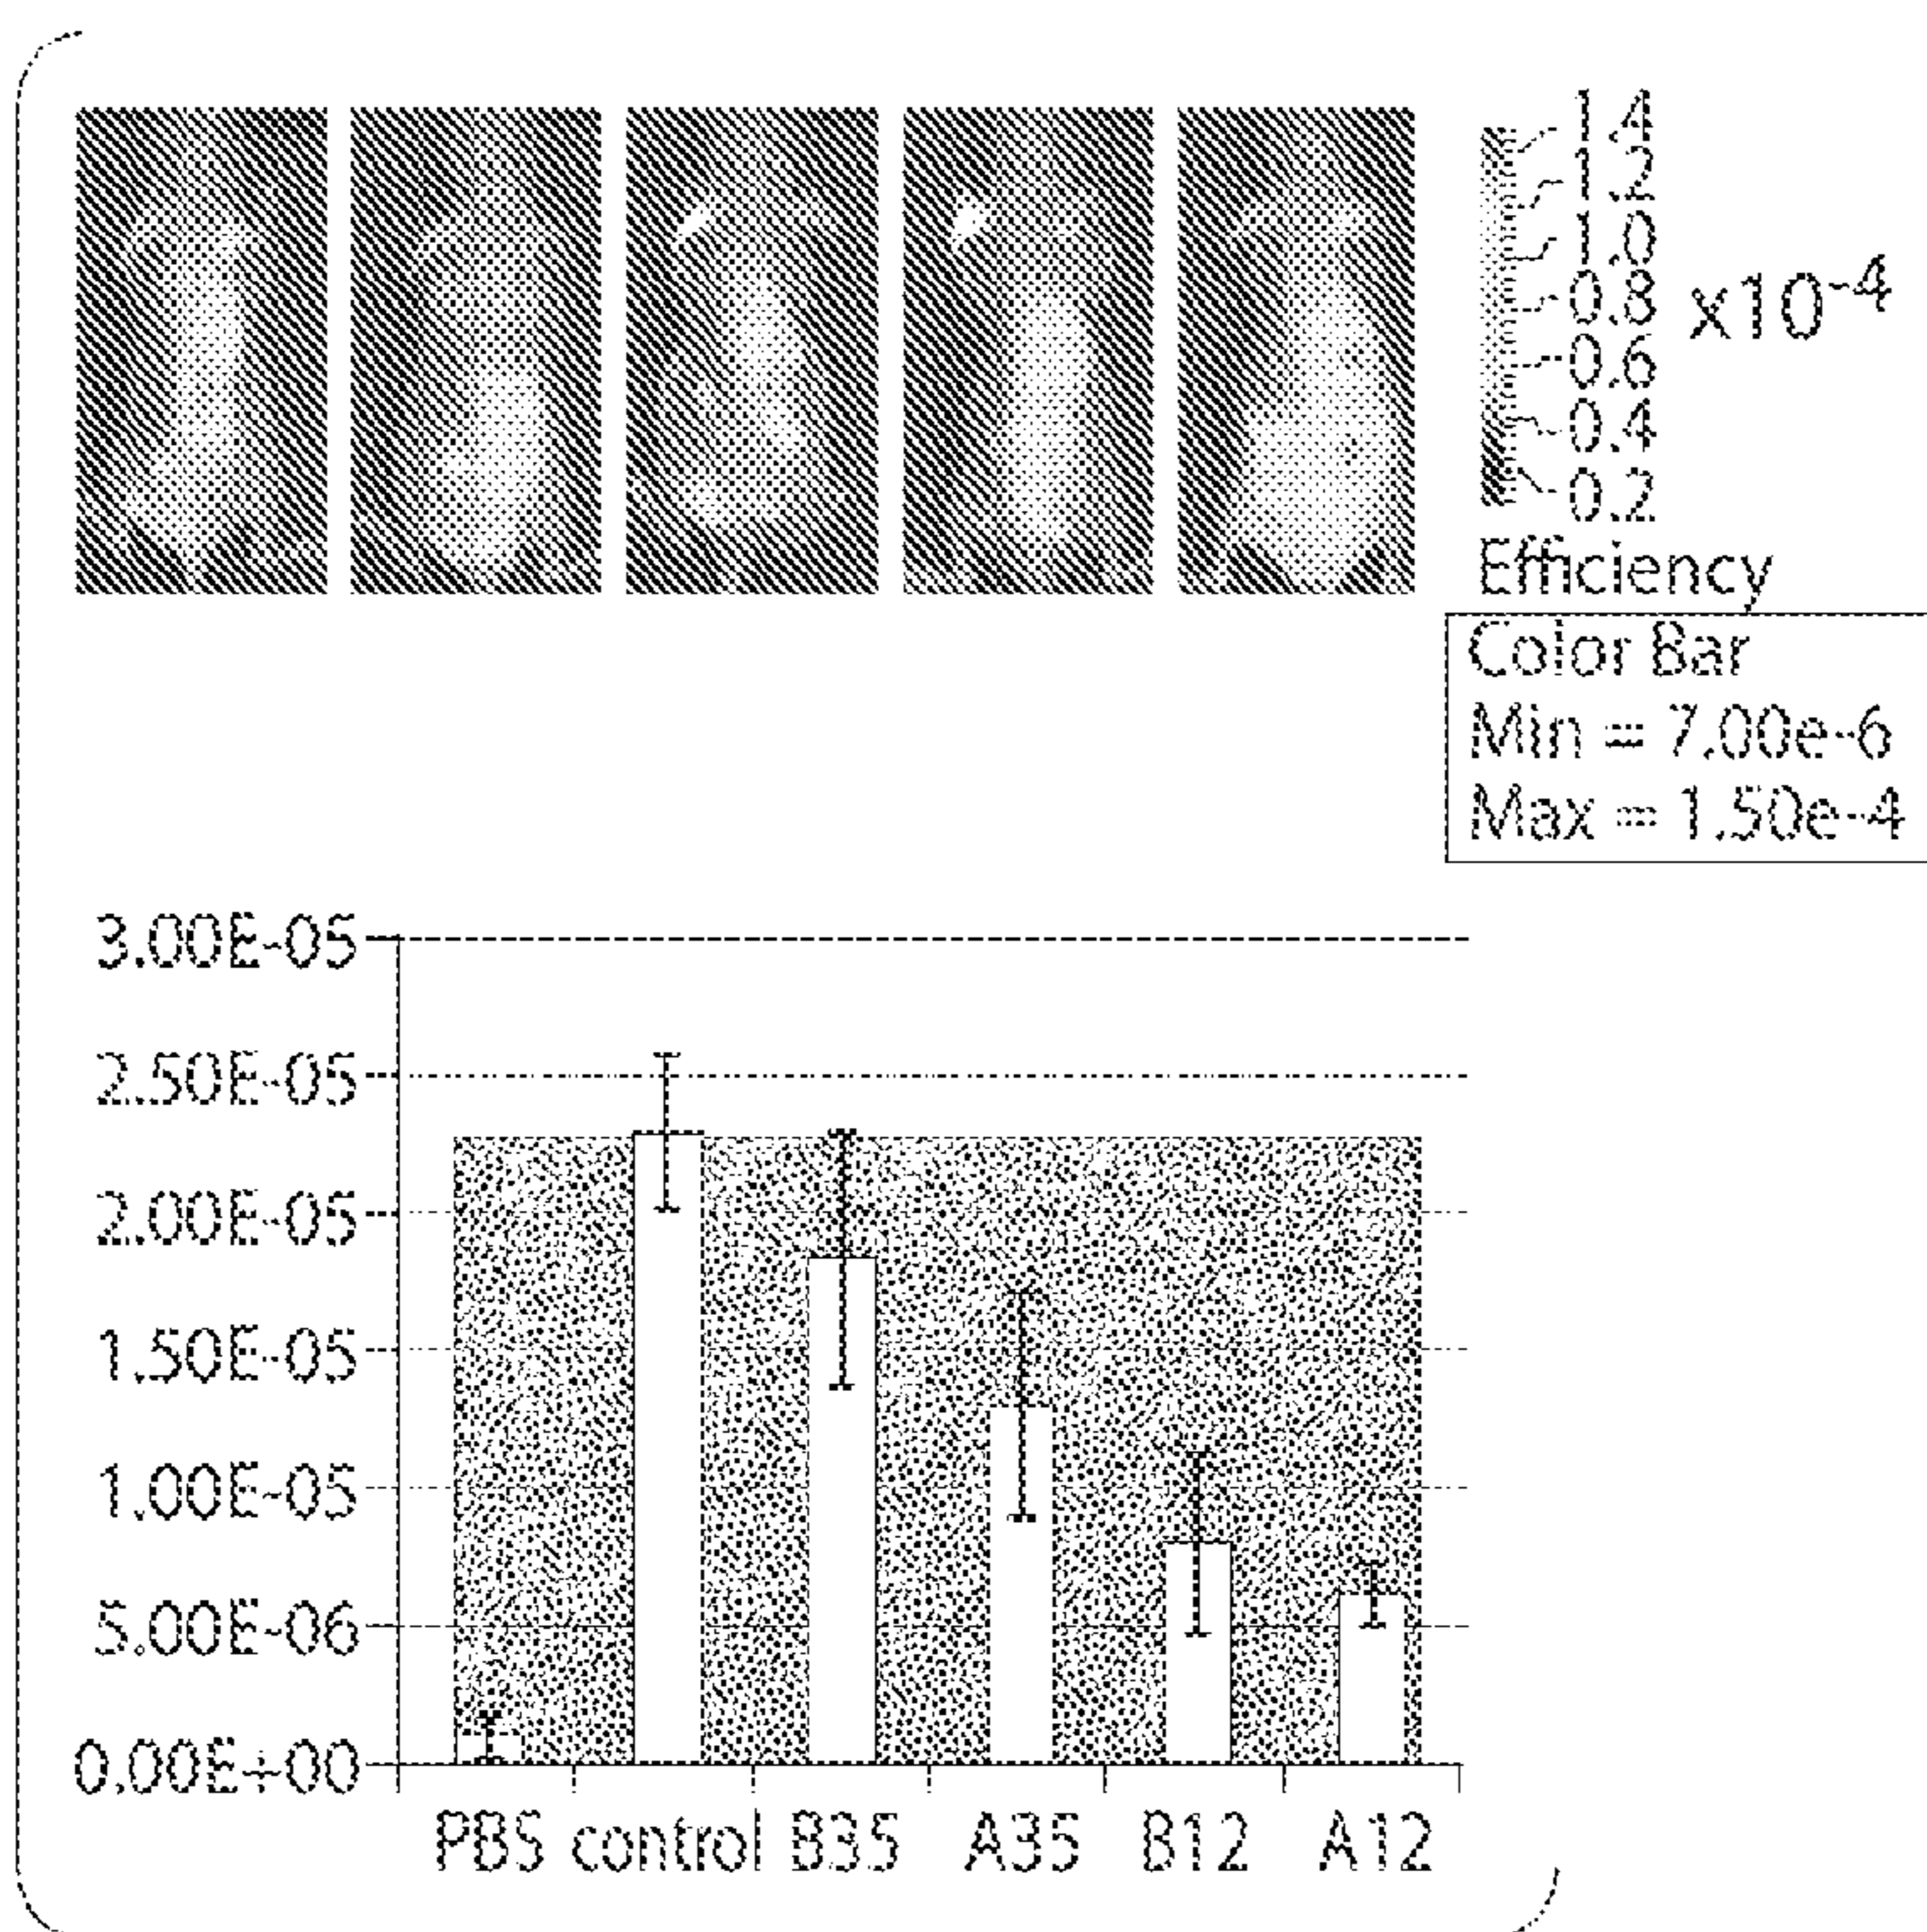 1.4
1.2
1.0
0.8
0.6
0.4
0.2
x10-4
Efficiency
Color Bar
Min = 7.00e-6
Max = 1.50e-4
3.00E-05
2.50E-05
2.00E-05
1.50E-05
1.00E-05
5.00E-06
0.00E+00
PBS control B35 A35 B12 A12